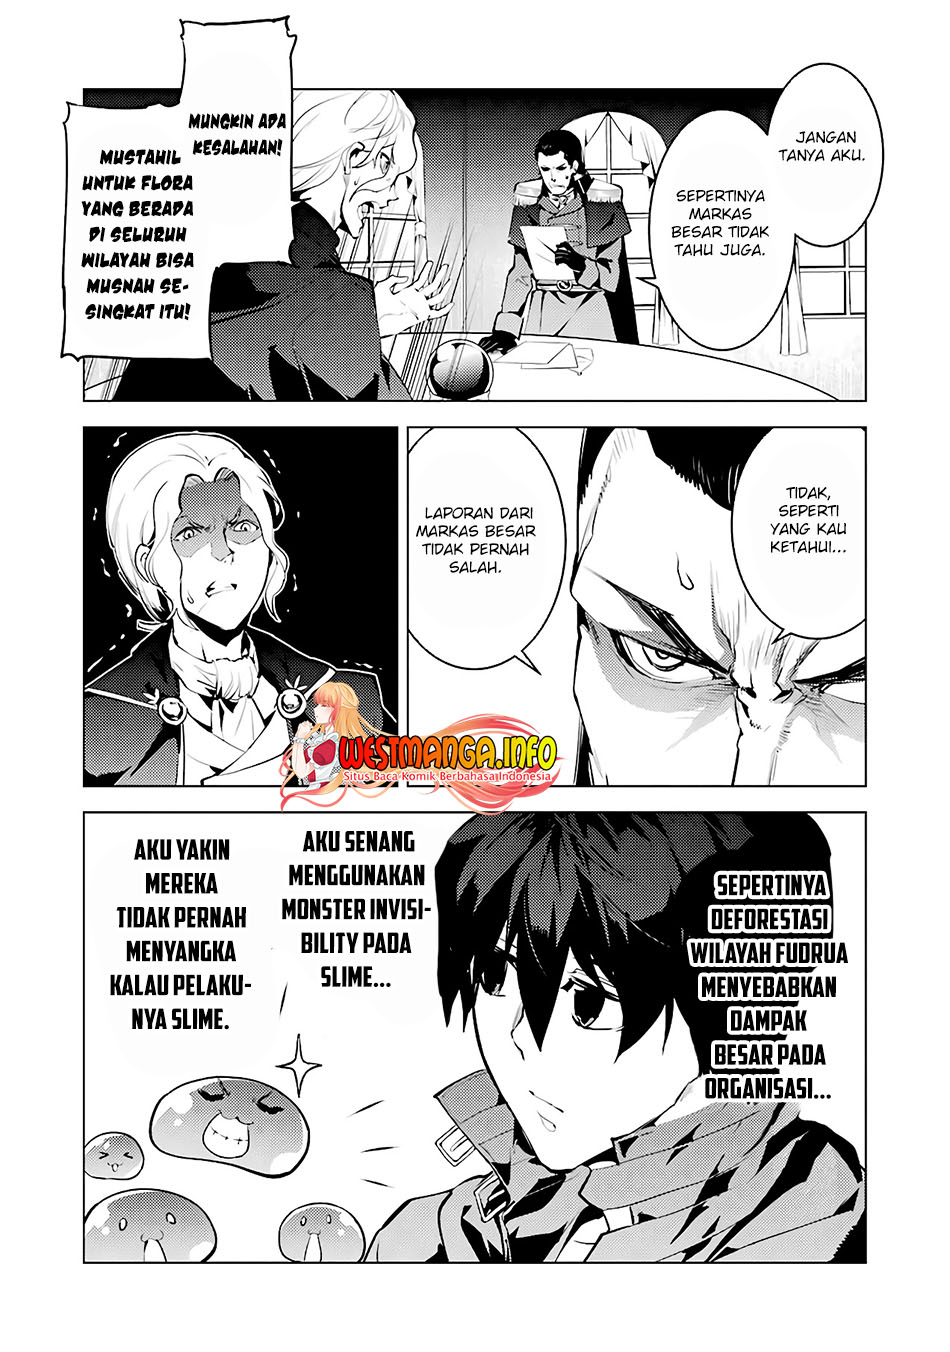 JANGAN
TANYA AKU.
SEPERTINYA
MARKAS
BESAR TIDAK
TAHU JUGA.
MUNGKIN ADA
KESALAHAN!
MUSTAHIL
UNTUK FLORA
YANG BERADA
DI SELURUH
WILAYAH BISA
MUSNAH SE-
SINGKAT ITU!
TIDAK,
SEPERTI
YANG KAU
KETAHUI...
LAPORAN DARI
MARKAS BESAR
TIDAK PERNAH
SALAH.
WESTMANGA.INFO
Situs Baca Komik Berbahasa Indonesia
SEPERTINYA
DEFORESTASI
WILAYAH FUDRUA
MENYEBABKAN
DAMPAK
BESAR PADA
ORGANISASI...
AKU SENANG
MENGGUNAKAN
MONSTER INVISI-
BILITY PADA
SLIME...
AKU YAKIN
MEREKA
TIDAK PERNAH
MENYANGKA
KALAU PELAKU-
NYA SLIME.